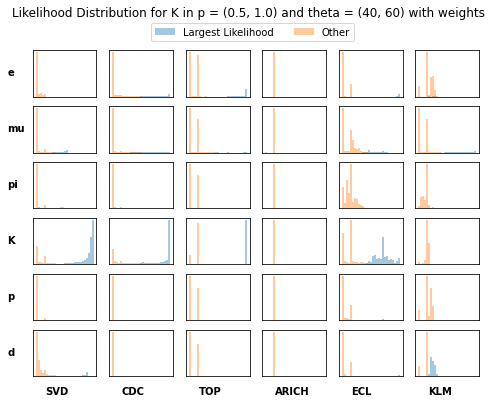 Likelihood Distribution for K in p = (0.5, 1.0) and theta = (40, 60) with weights
Largest Likelihood Other
e
mu
pi
K
p
d
SVD CDC TOP ARICH ECL KLM